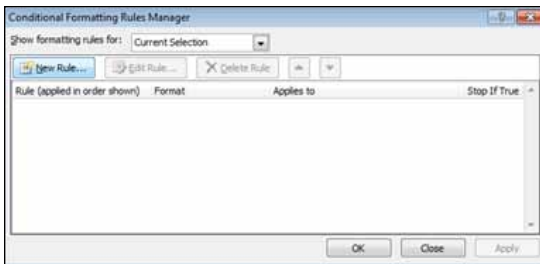 Conditional Formatting Rules Manager
Show formatting rules for: Current Selection
New Rule... Edit Rule... Delete Rule
Rule (applied in order shown) Format Applies to Stop If True
OK Close Apply